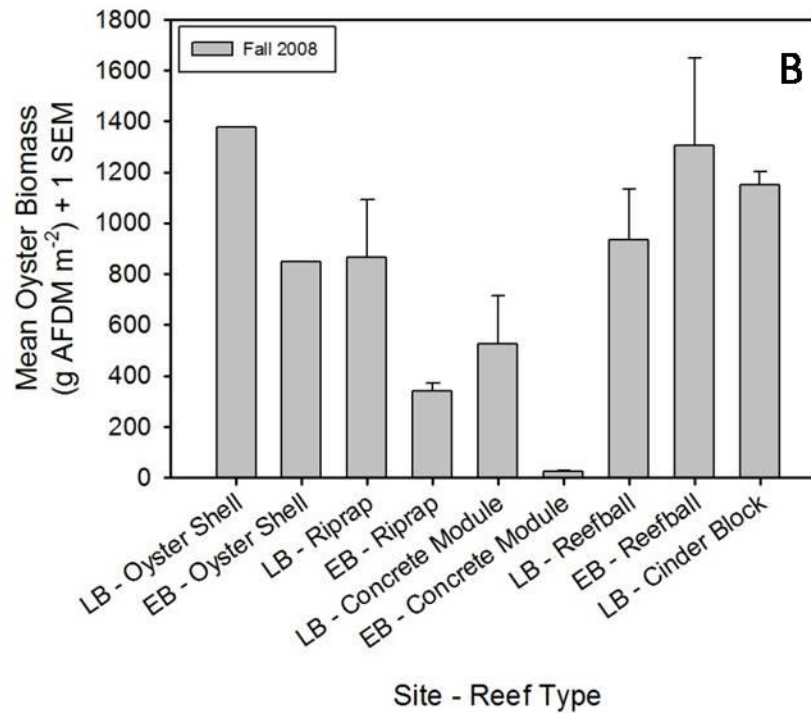 1800
1600
1400
1200
1000
800
600
400
200
0
Mean Oyster Biomass
(g AFDM m⁻²) + 1 SEM
Fall 2008
B
LB - Oyster Shell
EB - Oyster Shell
LB - Riprap
EB - Riprap
LB - Concrete Module
EB - Concrete Module
LB - Reefball
EB - Reefball
LB - Cinder Block
Site - Reef Type